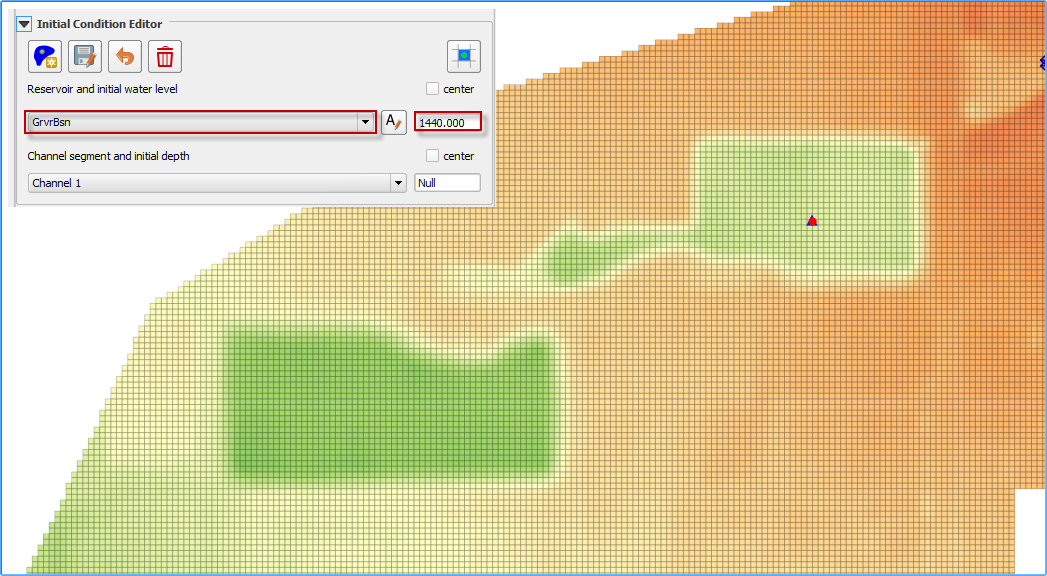 Initial Condition Editor
Reservoir and initial water level
center
GrvrBsn
A
1440.000
Channel segment and initial depth
center
Channel 1
Null